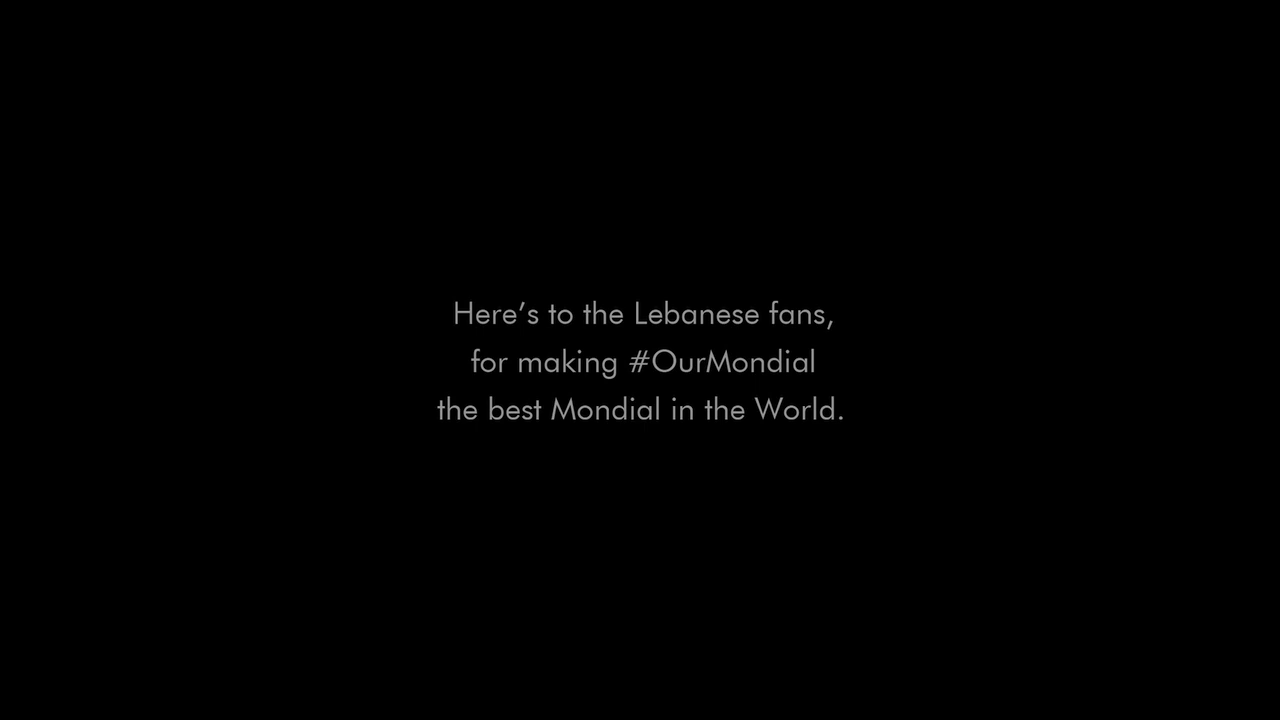 Here’s to the Lebanese fans,
for making #OurMondial
the best Mondial in the World.